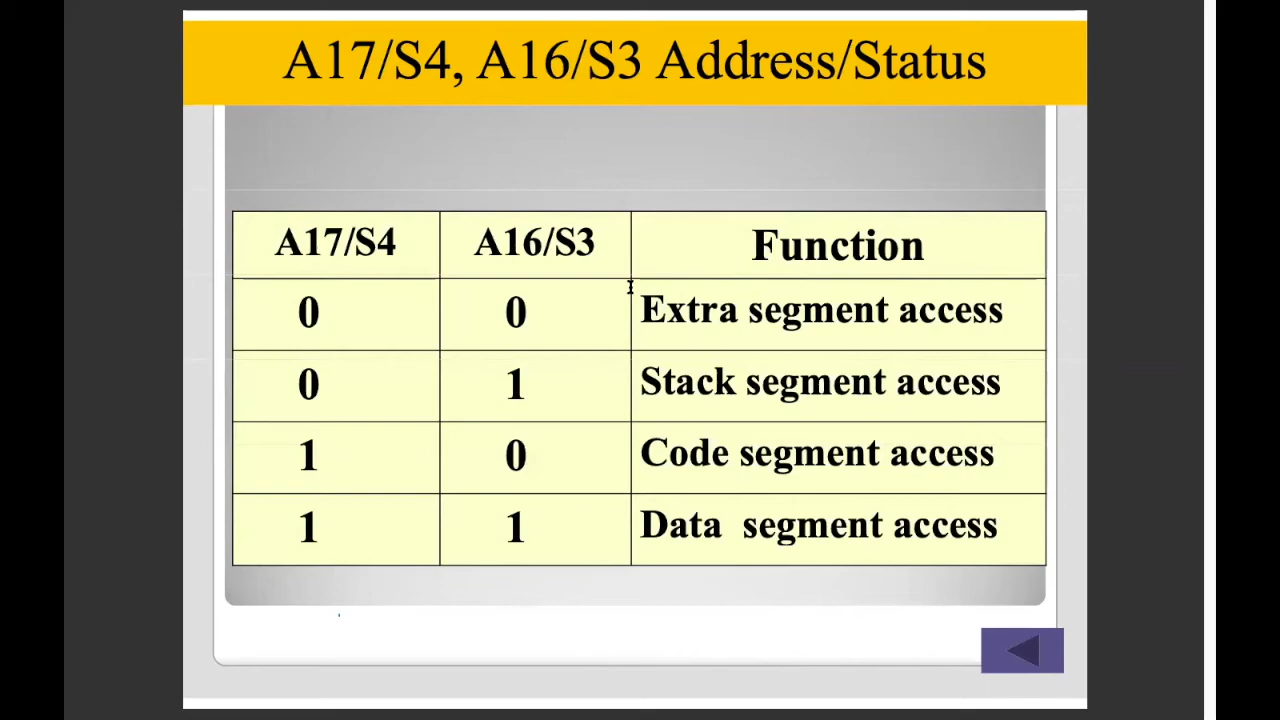 A17/S4, A16/S3 Address/Status
A17/S4 A16/S3 Function
0 0 Extra segment access
0 1 Stack segment access
1 0 Code segment access
1 1 Data segment access